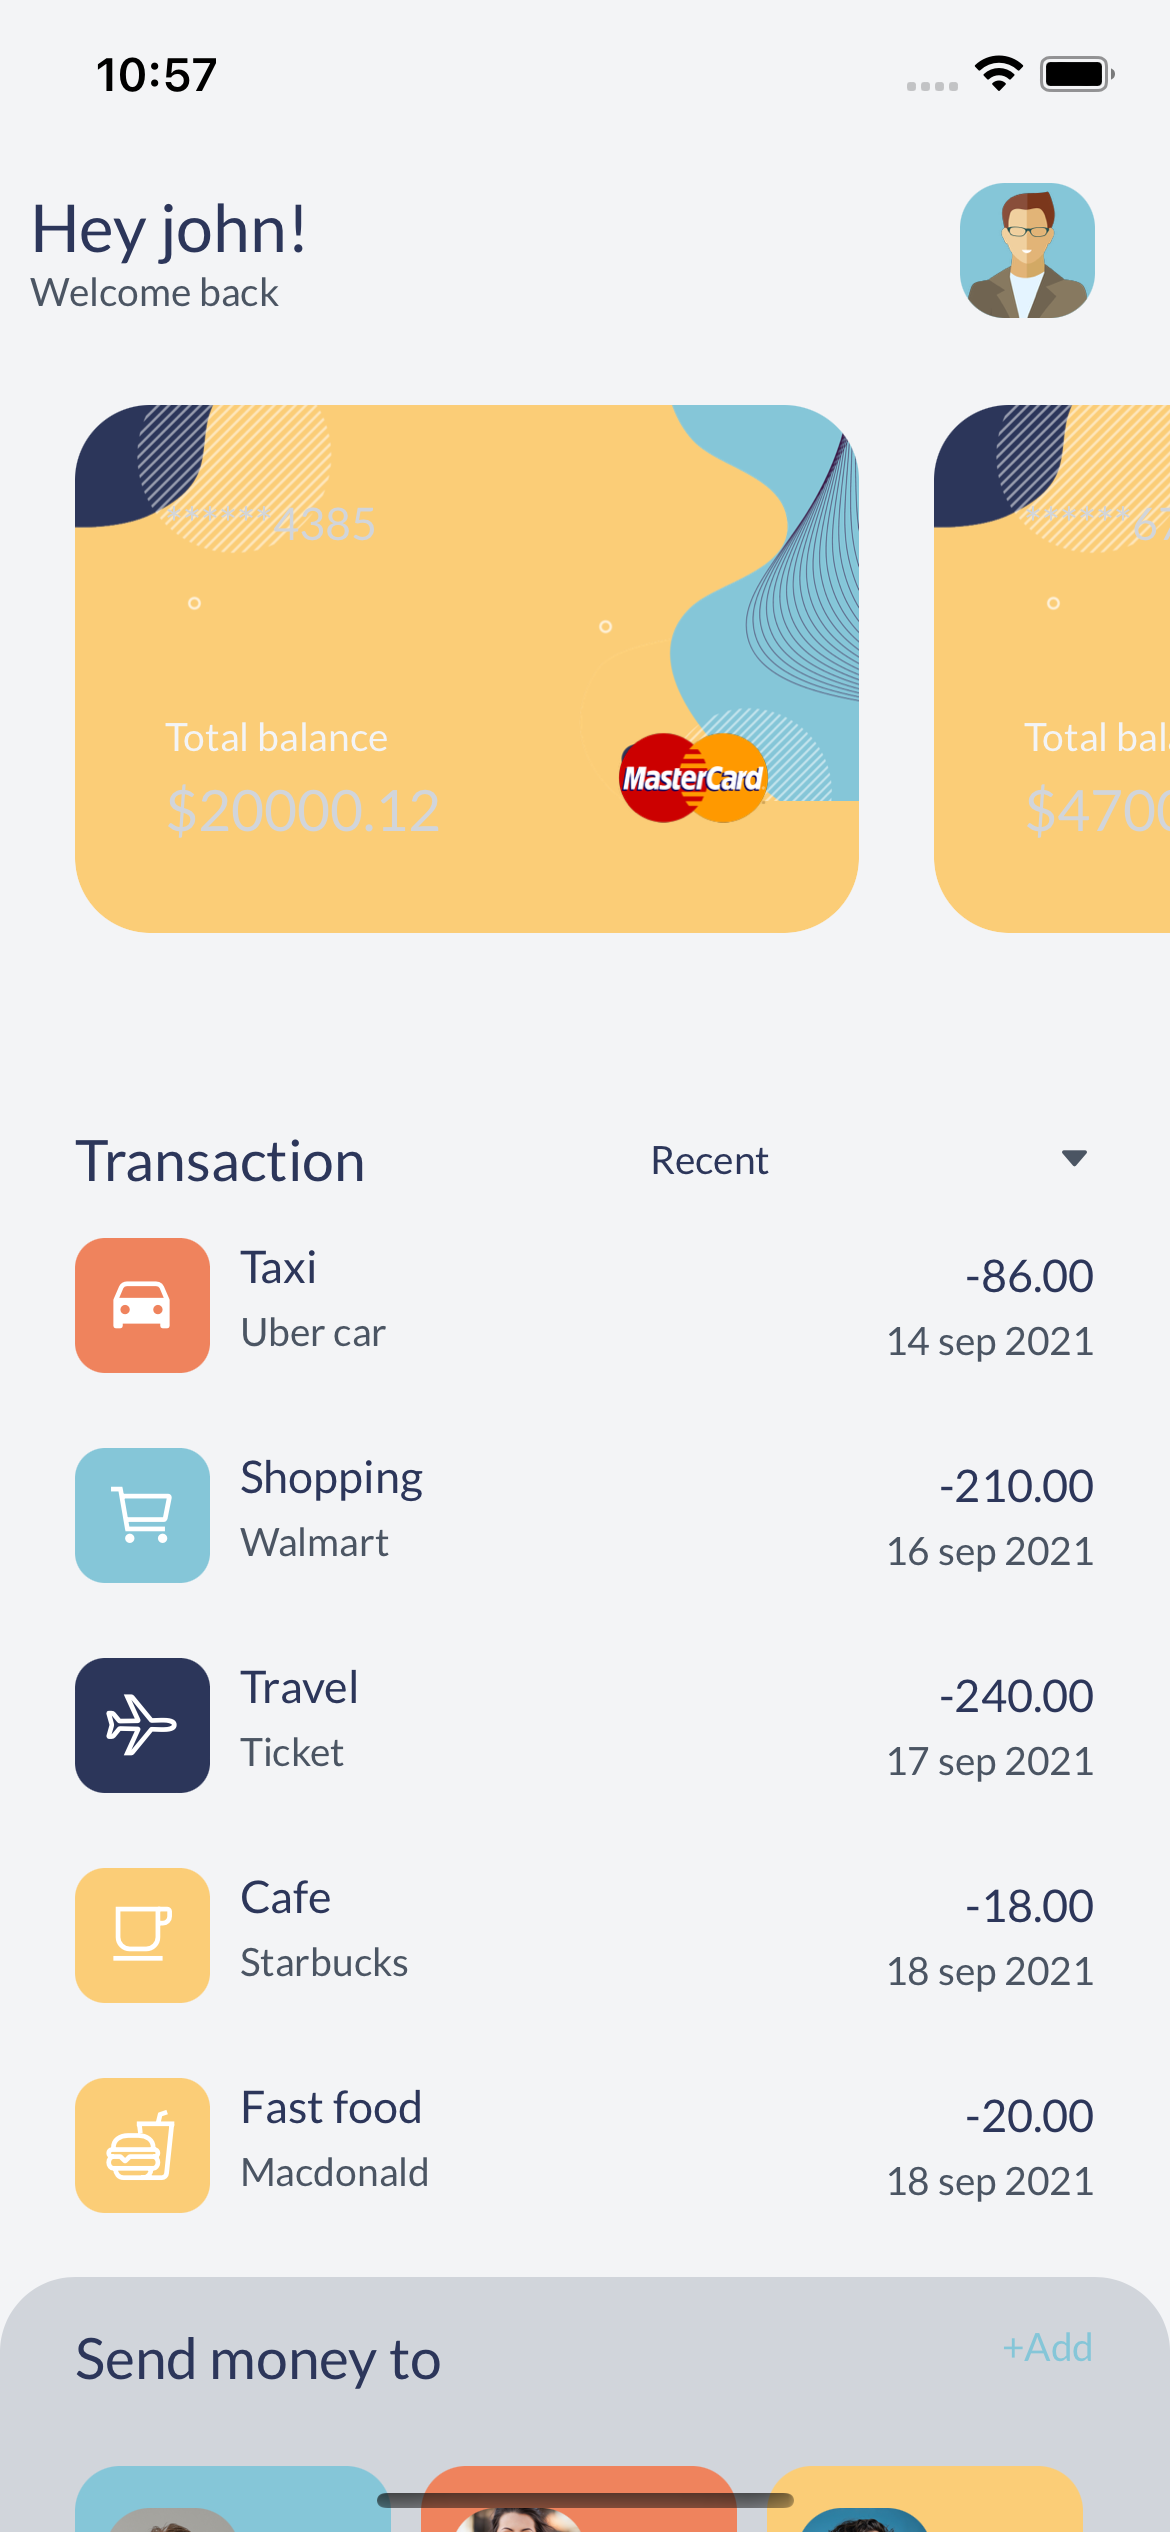 10:57
Hey john!
Welcome back
******4385
Total balance
$20000.12
MasterCard
Total bal
$4700
Transaction
Recent
Taxi
-86.00
Uber car
14 sep 2021
Shopping
-210.00
Walmart
16 sep 2021
Travel
-240.00
Ticket
17 sep 2021
Cafe
-18.00
Starbucks
18 sep 2021
Fast food
-20.00
Macdonald
18 sep 2021
Send money to
+Add